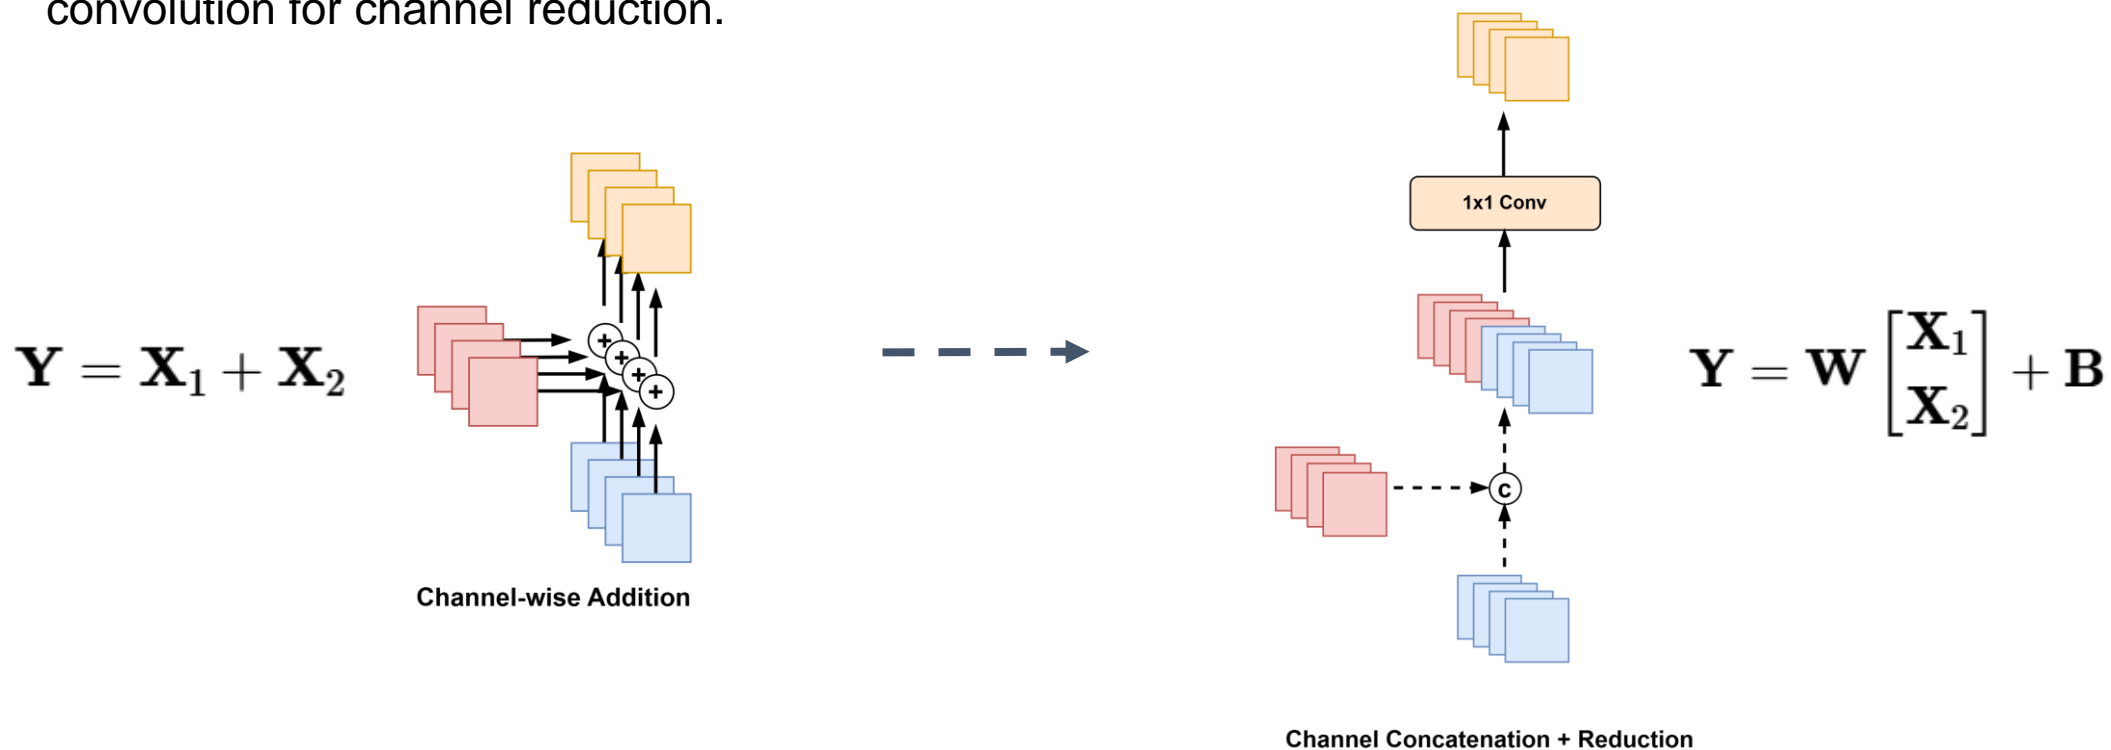 convolution for channel reduction.
1x1 Conv
+
+
+
+
Y = X₁ + X₂
Y = W [X₁ X₂] + B
c
Channel-wise Addition
Channel Concatenation + Reduction